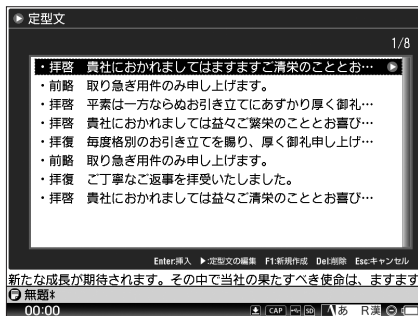 定型文
1/8
・拝啓 貴社におかれましてはますますご清栄のこととお…
・前略 取り急ぎ用件のみ申し上げます。
・拝啓 平素は一方ならぬお引き立てにあずかり厚く御礼…
・拝啓 貴社におかれましては益々ご繁栄のこととお喜び…
・拝復 毎度格別のお引き立てを賜り、厚く御礼申し上げ…
・前略 取り急ぎ用件のみ申し上げます。
・拝復 ご丁寧なご返事を拝受いたしました。
・拝啓 貴社におかれましては益々ご清栄のこととお喜び…
Enter:挿入 ▶:定型文の編集 F1:新規作成 Del:削除 Esc:キャンセル
新たな成長が期待されます。その中で当社の果たすべき使命は、ますます
無題*
00:00 CAP SD あ R漢